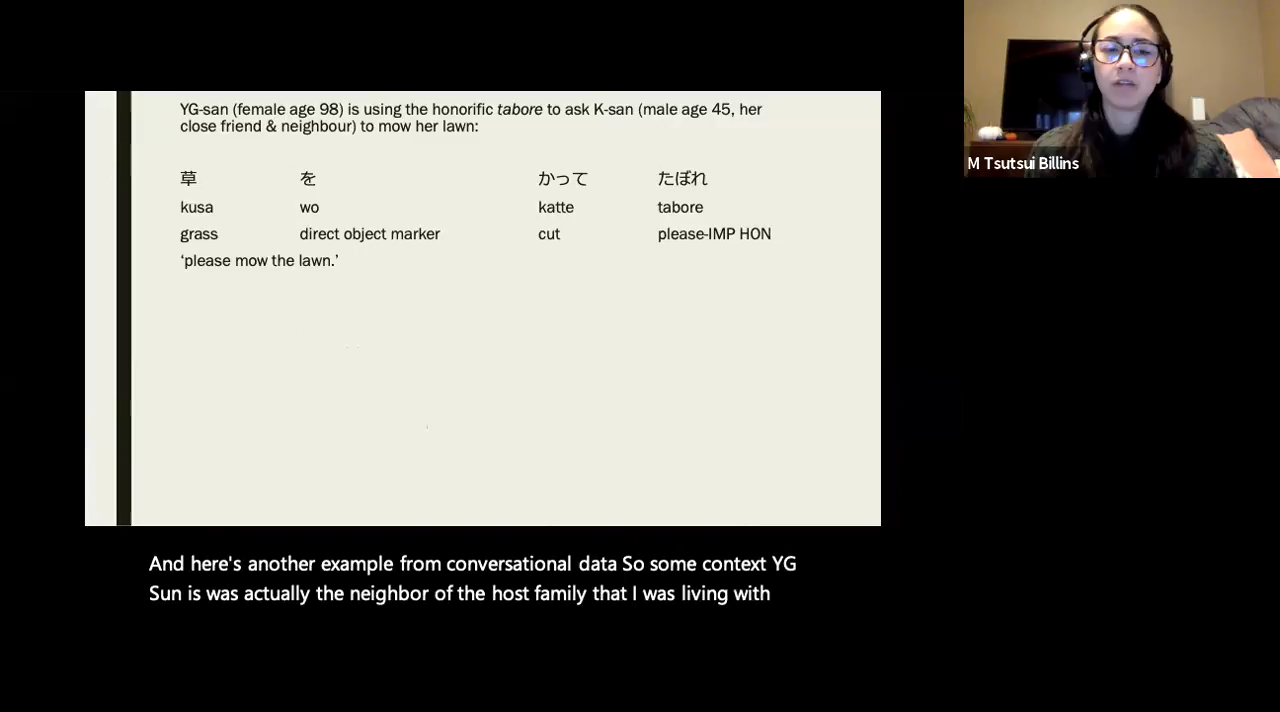 YG-san (female age 98) is using the honorific tabore to ask K-san (male age 45, her
close friend & neighbour) to mow her lawn:
草 を かって たぼれ
kusa wo katte tabore
grass direct object marker cut please-IMP HON
‘please mow the lawn.’
M Tsutsui Billins
And here's another example from conversational data So some context YG
Sun is was actually the neighbor of the host family that I was living with